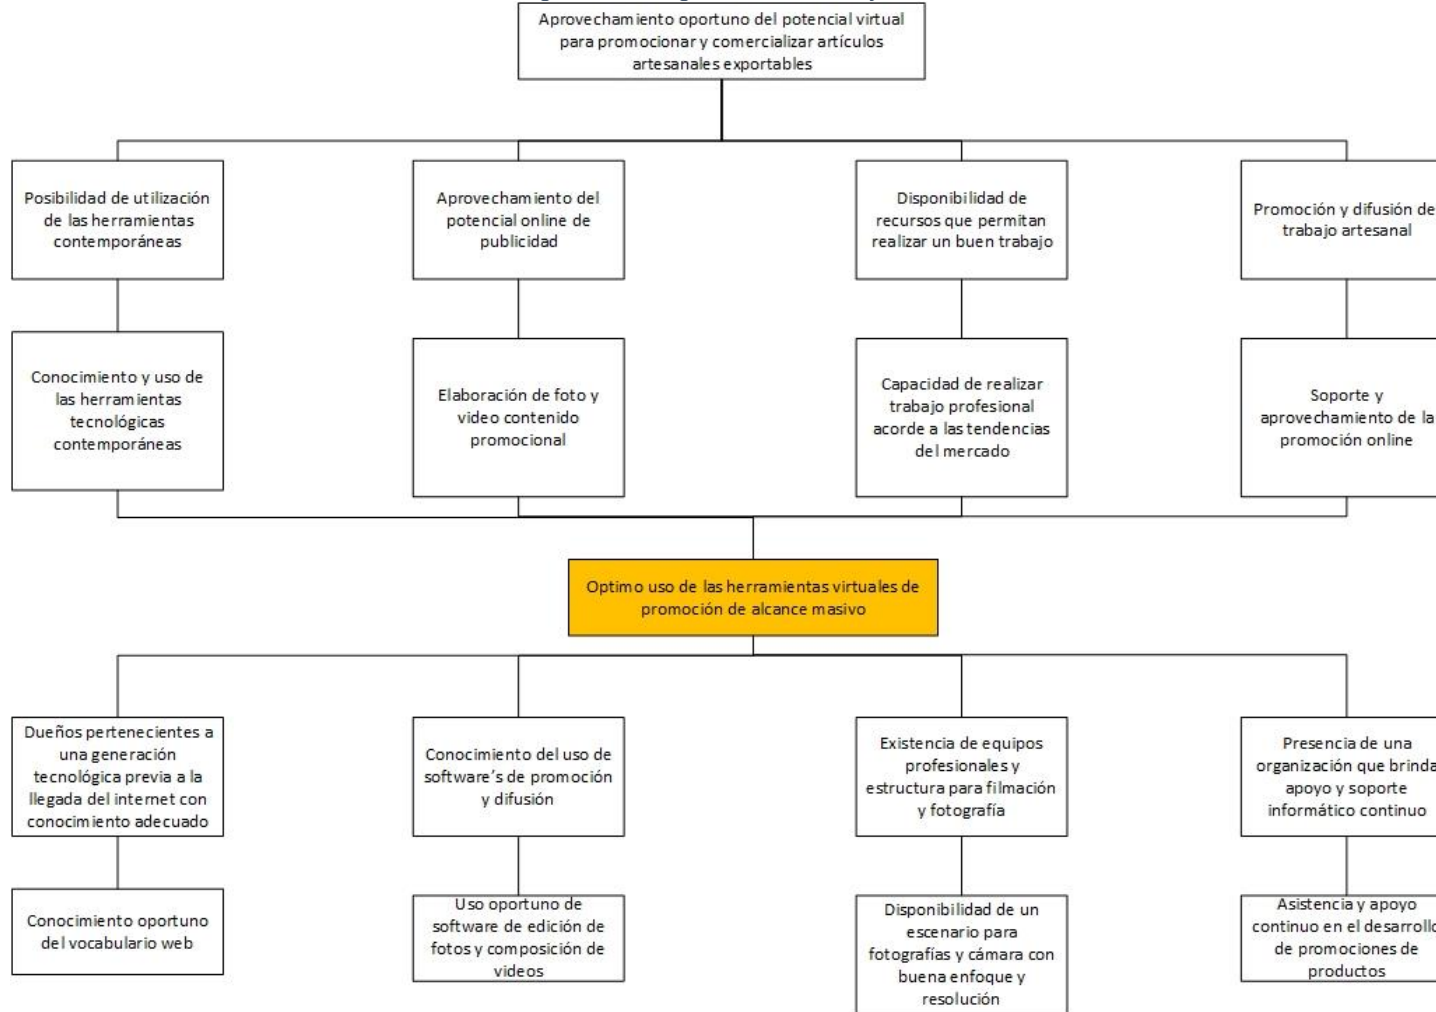 Aprovechamiento oportuno del potencial virtual
para promocionar y comercializar artículos
artesanales exportables
Posibilidad de utilización
de las herramientas
contemporáneas
Aprovechamiento del
potencial online de
publicidad
Disponibilidad de
recursos que permitan
realizar un buen trabajo
Promoción y difusión de
trabajo artesanal
Conocimiento y uso de
las herramientas
tecnológicas
contemporáneas
Elaboración de foto y
video contenido
promocional
Capacidad de realizar
trabajo profesional
acorde a las tendencias
del mercado
Soporte y
aprovechamiento de la
promoción online
Optimo uso de las herramientas virtuales de
promoción de alcance masivo
Dueños pertenecientes a
una generación
tecnológica previa a la
llegada del internet con
conocimiento adecuado
Conocimiento del uso de
software’s de promoción
y difusión
Existencia de equipos
profesionales y
estructura para filmación
y fotografía
Presencia de una
organización que brinda
apoyo y soporte
informático continuo
Conocimiento oportuno
del vocabulario web
Uso oportuno de
software de edición de
fotos y composición de
videos
Disponibilidad de un
escenario para
fotografías y cámara con
buena enfoque y
resolución
Asistencia y apoyo
continuo en el desarrollo
de promociones de
productos